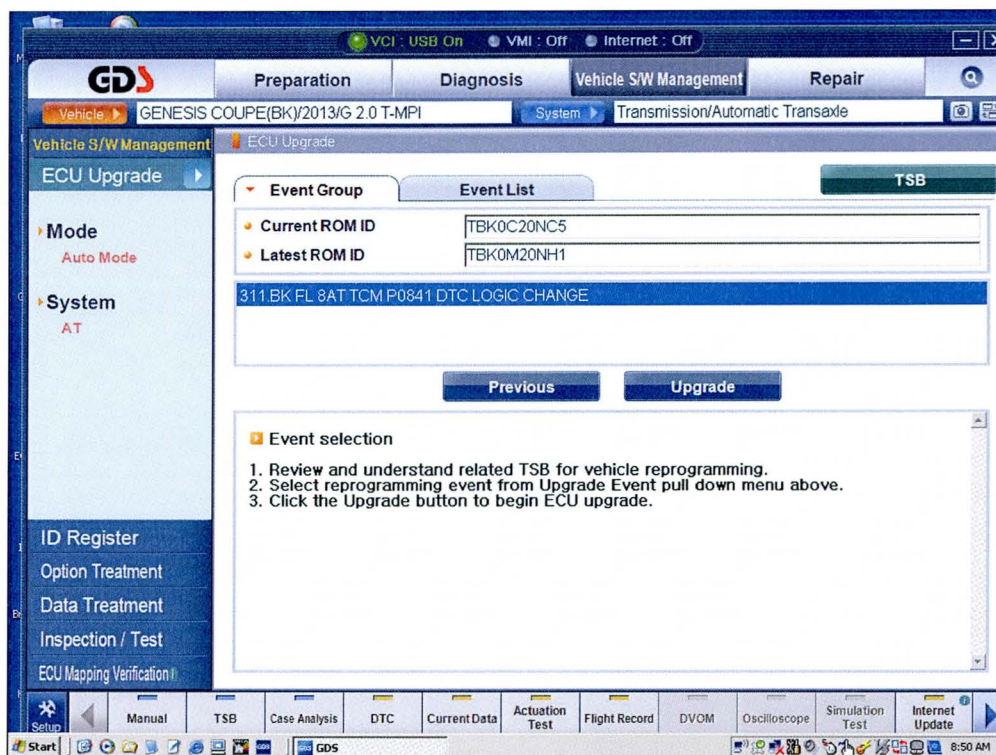 VCI : USB On VMI : Off Internet : Off
GDS Preparation Diagnosis Vehicle S/W Management Repair
Vehicle GENESIS COUPE(BK)/2013/G 2.0 T-MPI System Transmission/Automatic Transaxle
Vehicle S/W Management
ECU Upgrade
Mode
Auto Mode
System
AT
ID Register
Option Treatment
Data Treatment
Inspection / Test
ECU Mapping Verification
ECU Upgrade
Event Group Event List TSB
Current ROM ID TBK0C20NC5
Latest ROM ID TBK0M20NH1
311.BK FL 8AT TCM P0841 DTC LOGIC CHANGE
Previous Upgrade
Event selection
1. Review and understand related TSB for vehicle reprogramming.
2. Select reprogramming event from Upgrade Event pull down menu above.
3. Click the Upgrade button to begin ECU upgrade.
Setup Manual TSB Case Analysis DTC Current Data Actuation Test Flight Record DVOM Oscilloscope Simulation Test Internet Update
Start GDS GDS 8:50 AM